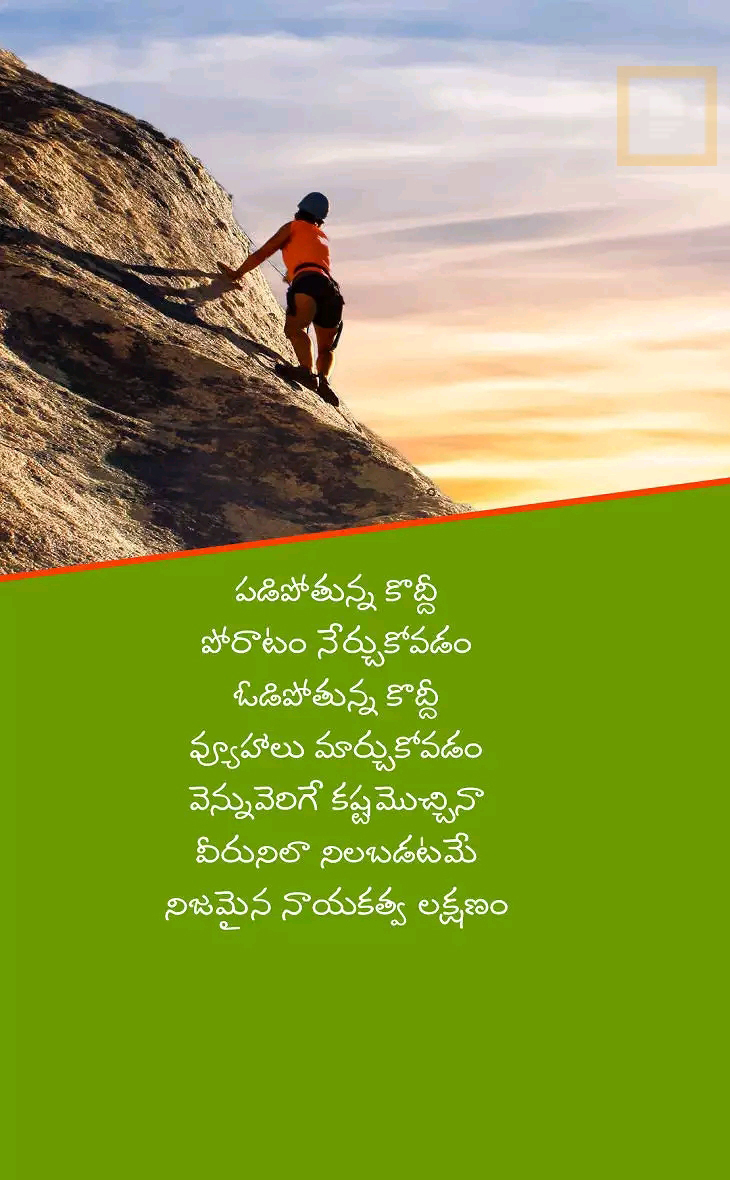 పడిపోతున్న కొద్దీ
పోరాటం నేర్చుకోవడం
ఓడిపోతున్న కొద్దీ
వ్యూహాలు మార్చుకోవడం
వెన్నువెరిగే కష్టమొచ్చినా
వీరునిలా నిలబడటమే
నిజమైన నాయకత్వ లక్షణం